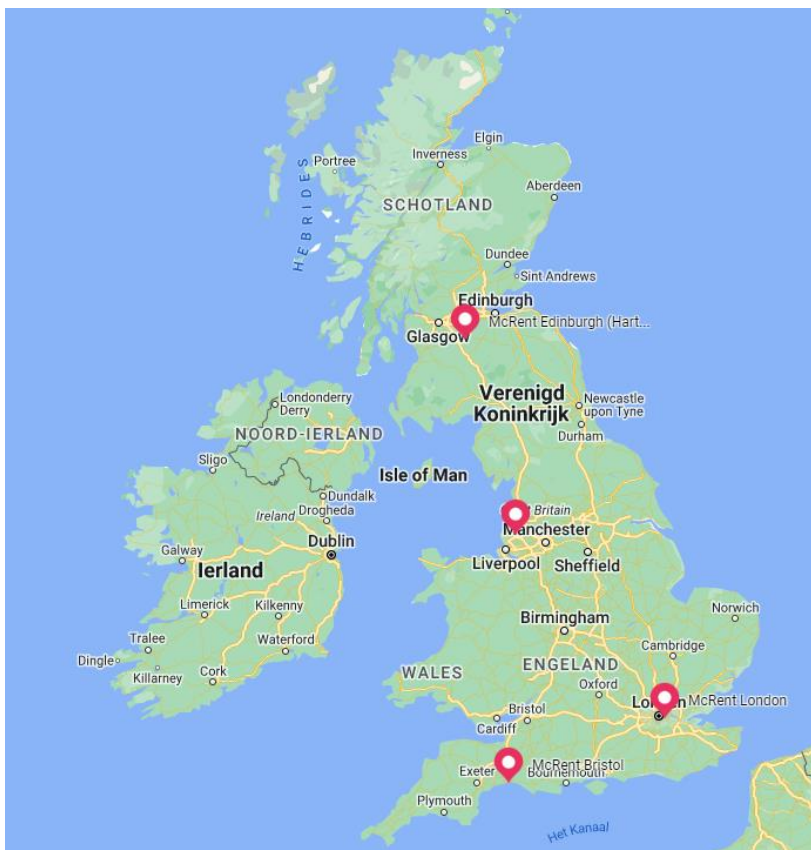 Elgin
Inverness
Portree
Aberdeen
SCHOTLAND
HEBRIDES
Dundee
Sint Andrews
Edinburgh
McRent Edinburgh (Hart...
Glasgow
Verenigd
Koninkrijk
Newcastle
upon Tyne
Londonderry
Derry
Durham
NOORD-IERLAND
Sligo
Isle of Man
Dundalk
Drogheda
Ireland
Britain
Dublin
Manchester
Galway
Liverpool
Sheffield
Ierland
Limerick
Kilkenny
Norwich
Birmingham
Tralee
Waterford
Cambridge
Dingle
Killarney
Cork
WALES
ENGELAND
Oxford
McRent London
Bristol
Cardiff
McRent Bristol
Exeter
Bournemouth
Plymouth
Het Kanaal